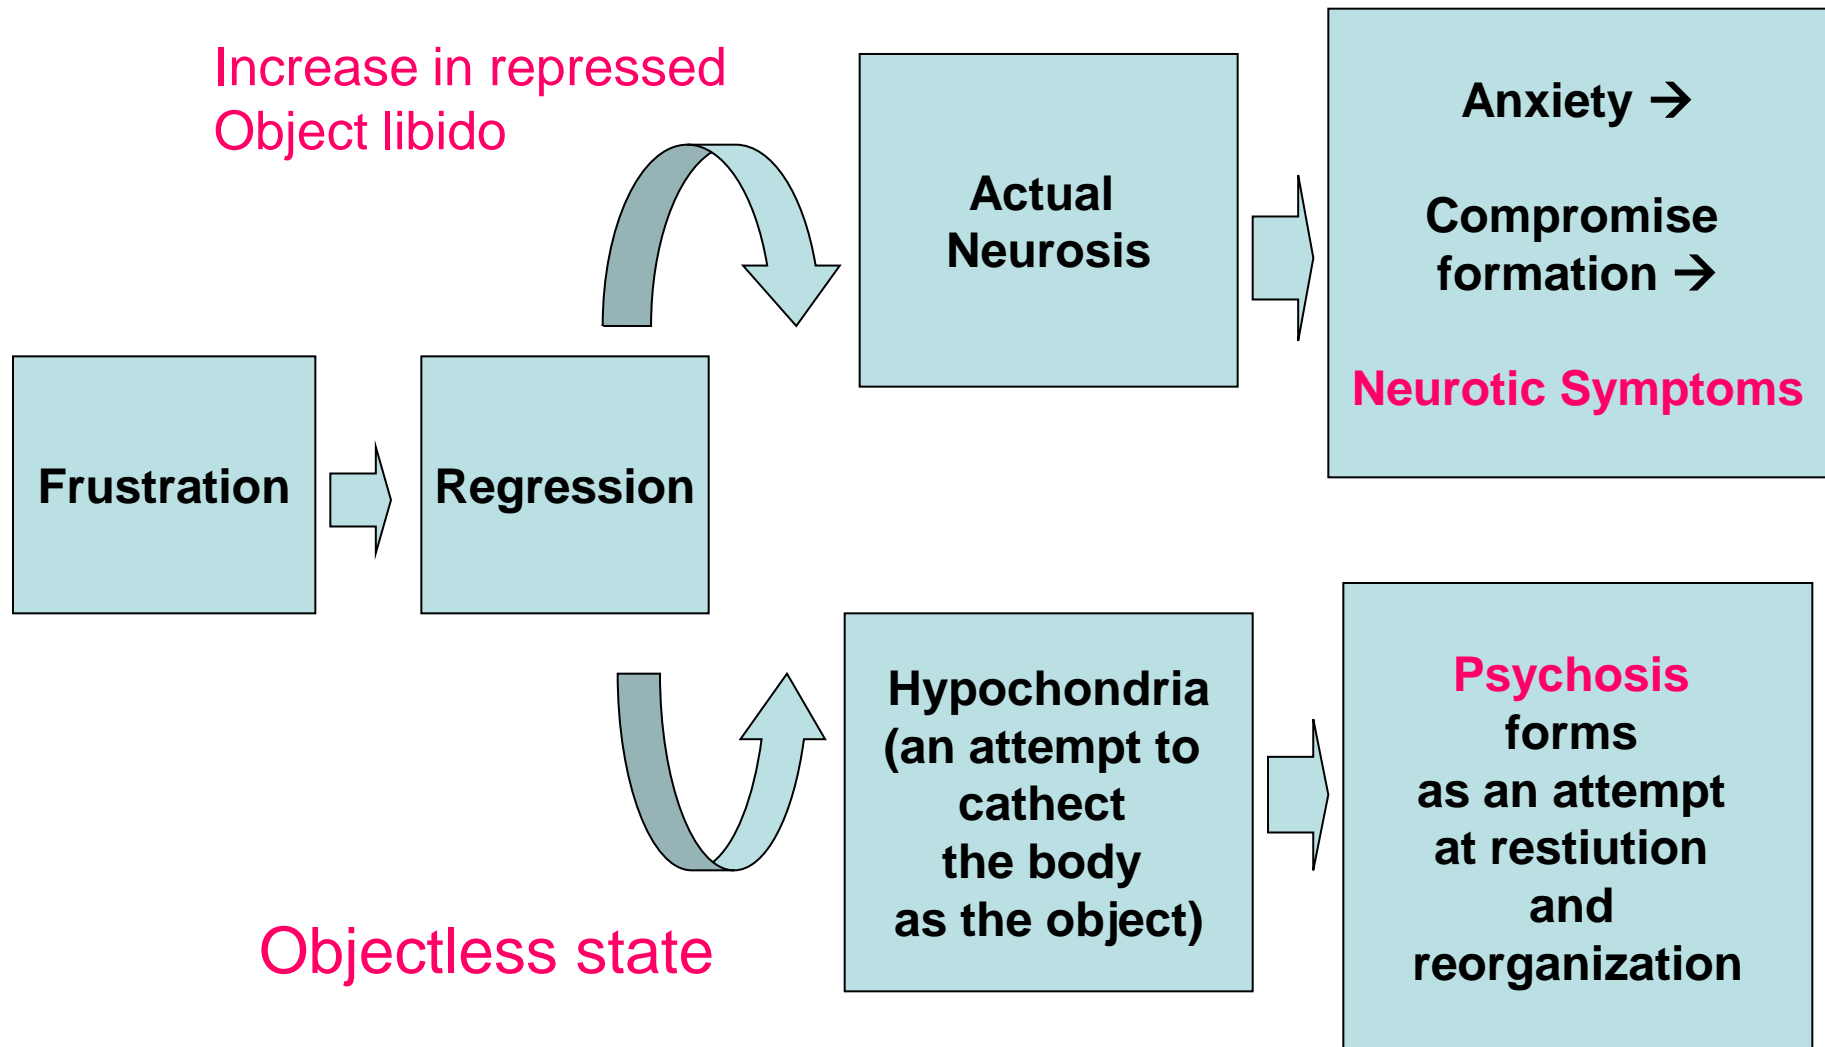 Increase in repressed
Object libido
Frustration
Regression
Actual
Neurosis
Anxiety →
Compromise
formation →
Neurotic Symptoms
Objectless state
Hypochondria
(an attempt to
cathect
the body
as the object)
Psychosis
forms
as an attempt
at restiution
and
reorganization